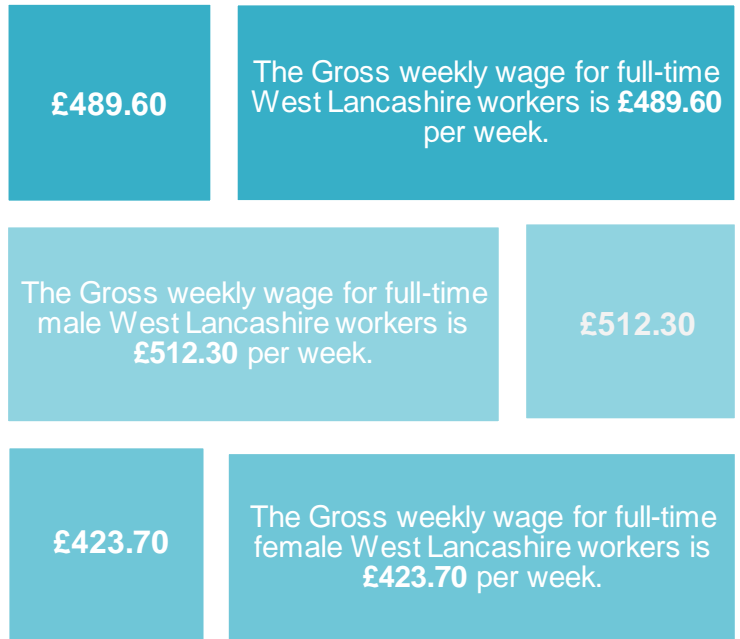 £489.60
The Gross weekly wage for full-time
West Lancashire workers is £489.60
per week.
The Gross weekly wage for full-time
male West Lancashire workers is
£512.30 per week.
£512.30
£423.70
The Gross weekly wage for full-time
female West Lancashire workers is
£423.70 per week.